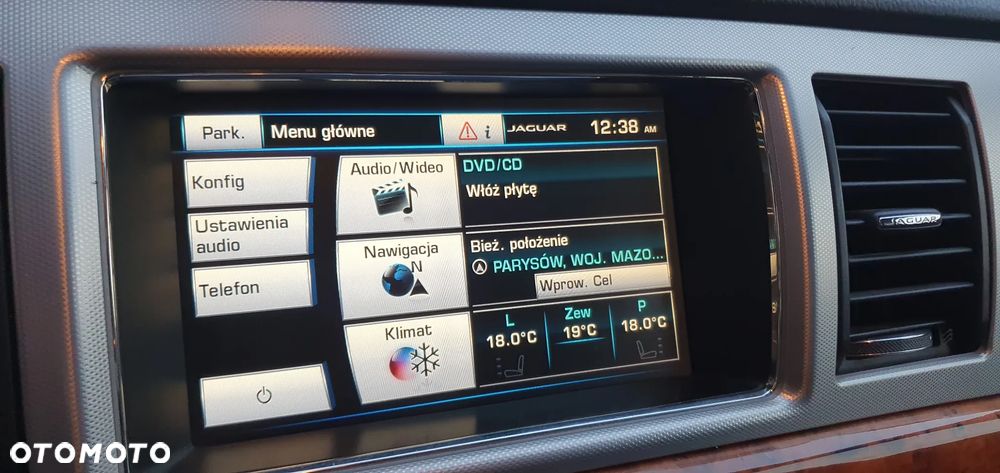 Park.
Menu główne
i
JAGUAR
12:38 AM
Konfig
Ustawienia
audio
Telefon
Audio/Wideo
Nawigacja
N
Klimat
DVD/CD
Włóż płytę
Bież. położenie
PARYSÓW, WOJ. MAZO...
Wprow. Cel
L
18.0°C
Zew
19°C
P
18.0°C
JAGUAR
OTOMOTO